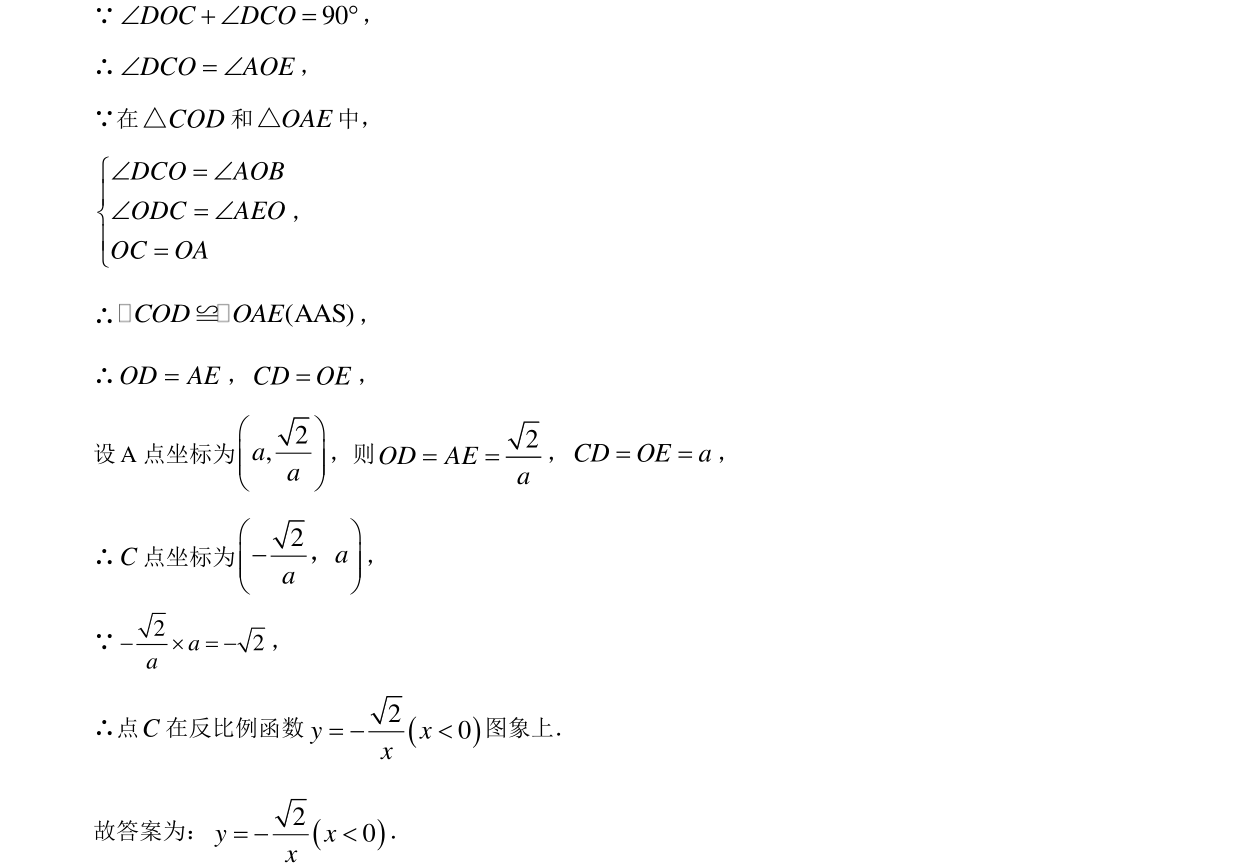 ∵∠DOC+∠DCO=90°，
∴∠DCO=∠AOE，
∵在△COD和△OAE中，
{∠DCO=∠AOB
∠ODC=∠AEO，
OC=OA
∴□COD≌□OAE(AAS)，
∴OD=AE，CD=OE，
设A点坐标为(a,√2/a)，则OD=AE=√2/a，CD=OE=a，
∴C点坐标为(-√2/a，a)，
∵-√2/a×a=-√2，
∴点C在反比例函数y=-√2/x(x<0)图象上．
故答案为：y=-√2/x(x<0)．